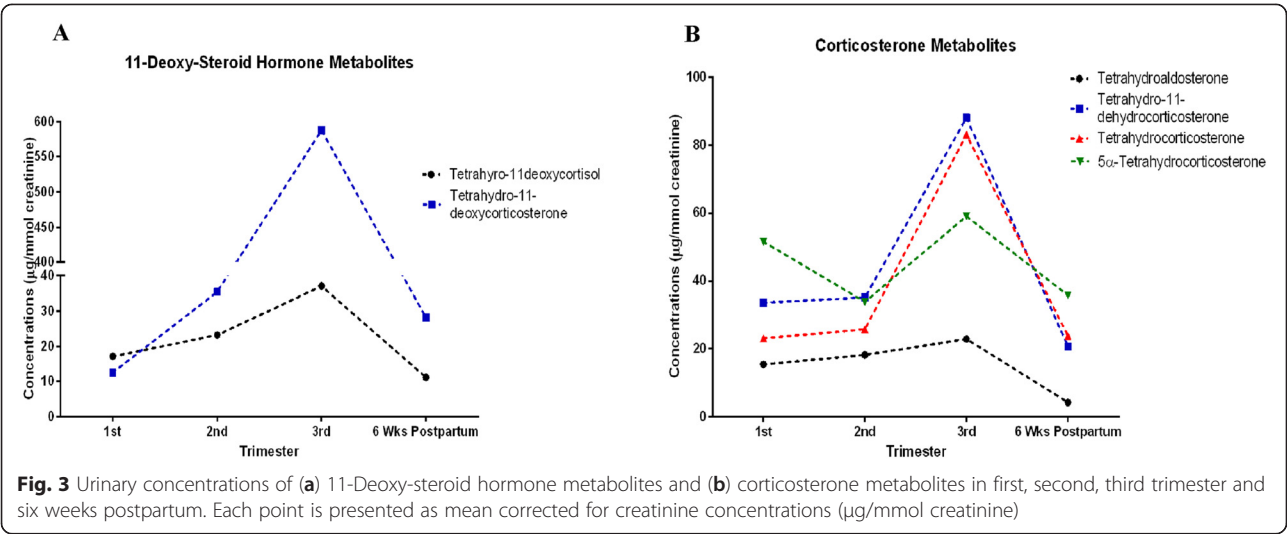 A
11-Deoxy-Steroid Hormone Metabolites
Concentrations (µg/mmol creatinine)
600
550
500
450
400
40
30
20
10
0
1st 2nd 3rd 6 Wks Postpartum
Trimester
Tetrahyro-11deoxycortisol
Tetrahydro-11-
deoxycorticosterone
B
Corticosterone Metabolites
Concentrations (µg/mmol creatinine)
100
80
60
40
20
0
1st 2nd 3rd 6 Wks Postpartum
Trimester
Tetrahydroaldosterone
Tetrahydro-11-
dehydrocorticosterone
Tetrahydrocorticosterone
5α-Tetrahydrocorticosterone
Fig. 3 Urinary concentrations of (a) 11-Deoxy-steroid hormone metabolites and (b) corticosterone metabolites in first, second, third trimester and
six weeks postpartum. Each point is presented as mean corrected for creatinine concentrations (µg/mmol creatinine)